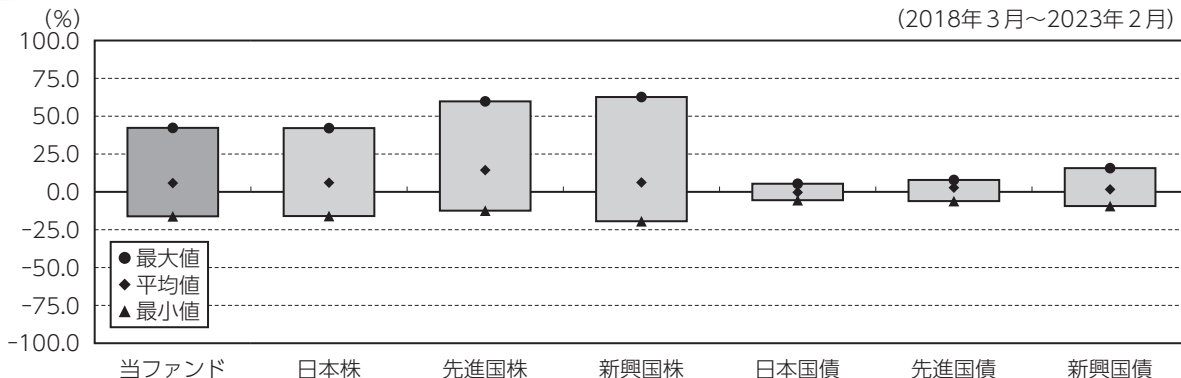 (%)
(2018年3月~2023年2月)
100.0
75.0
50.0
25.0
0.0
-25.0
-50.0
-75.0
-100.0
●最大値
◆平均値
▲最小値
当ファンド 日本株 先進国株 新興国株 日本国債 先進国債 新興国債